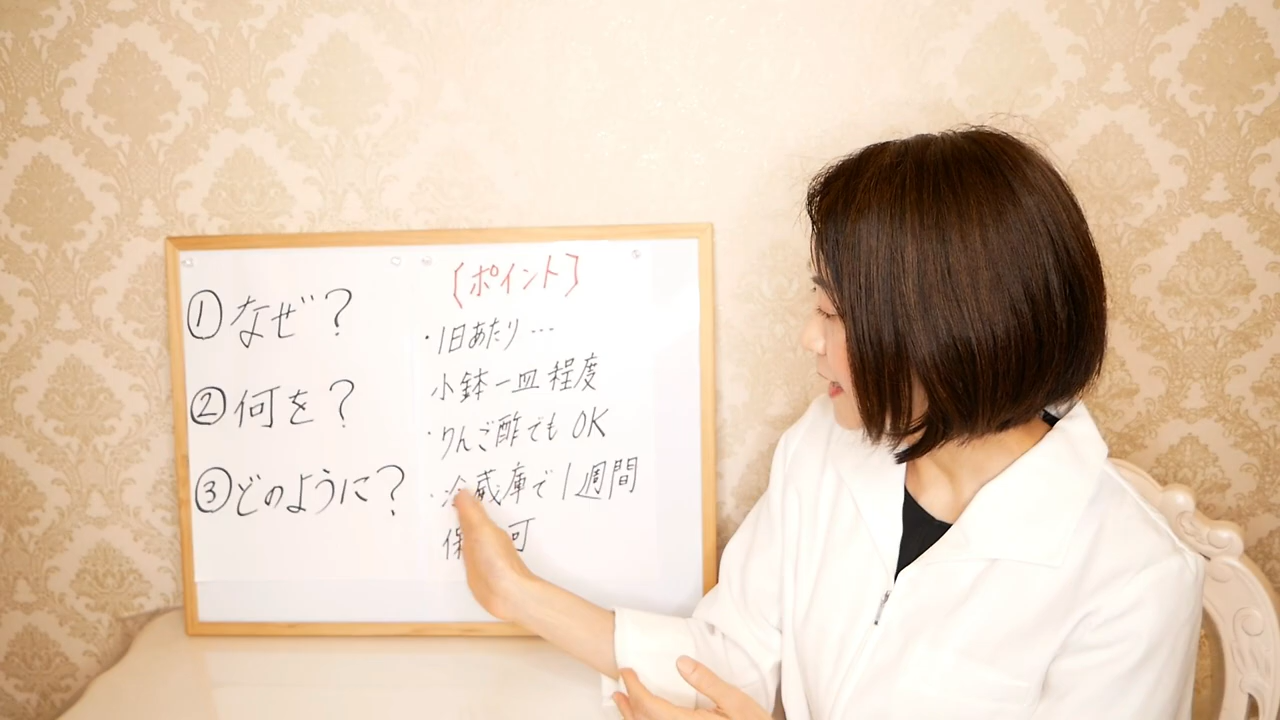 ①なぜ？
②何を？
③どのように？
[ポイント]
・1日あたり…
小鉢一皿程度
・りんご酢でもOK
・冷蔵庫で1週間
保 可